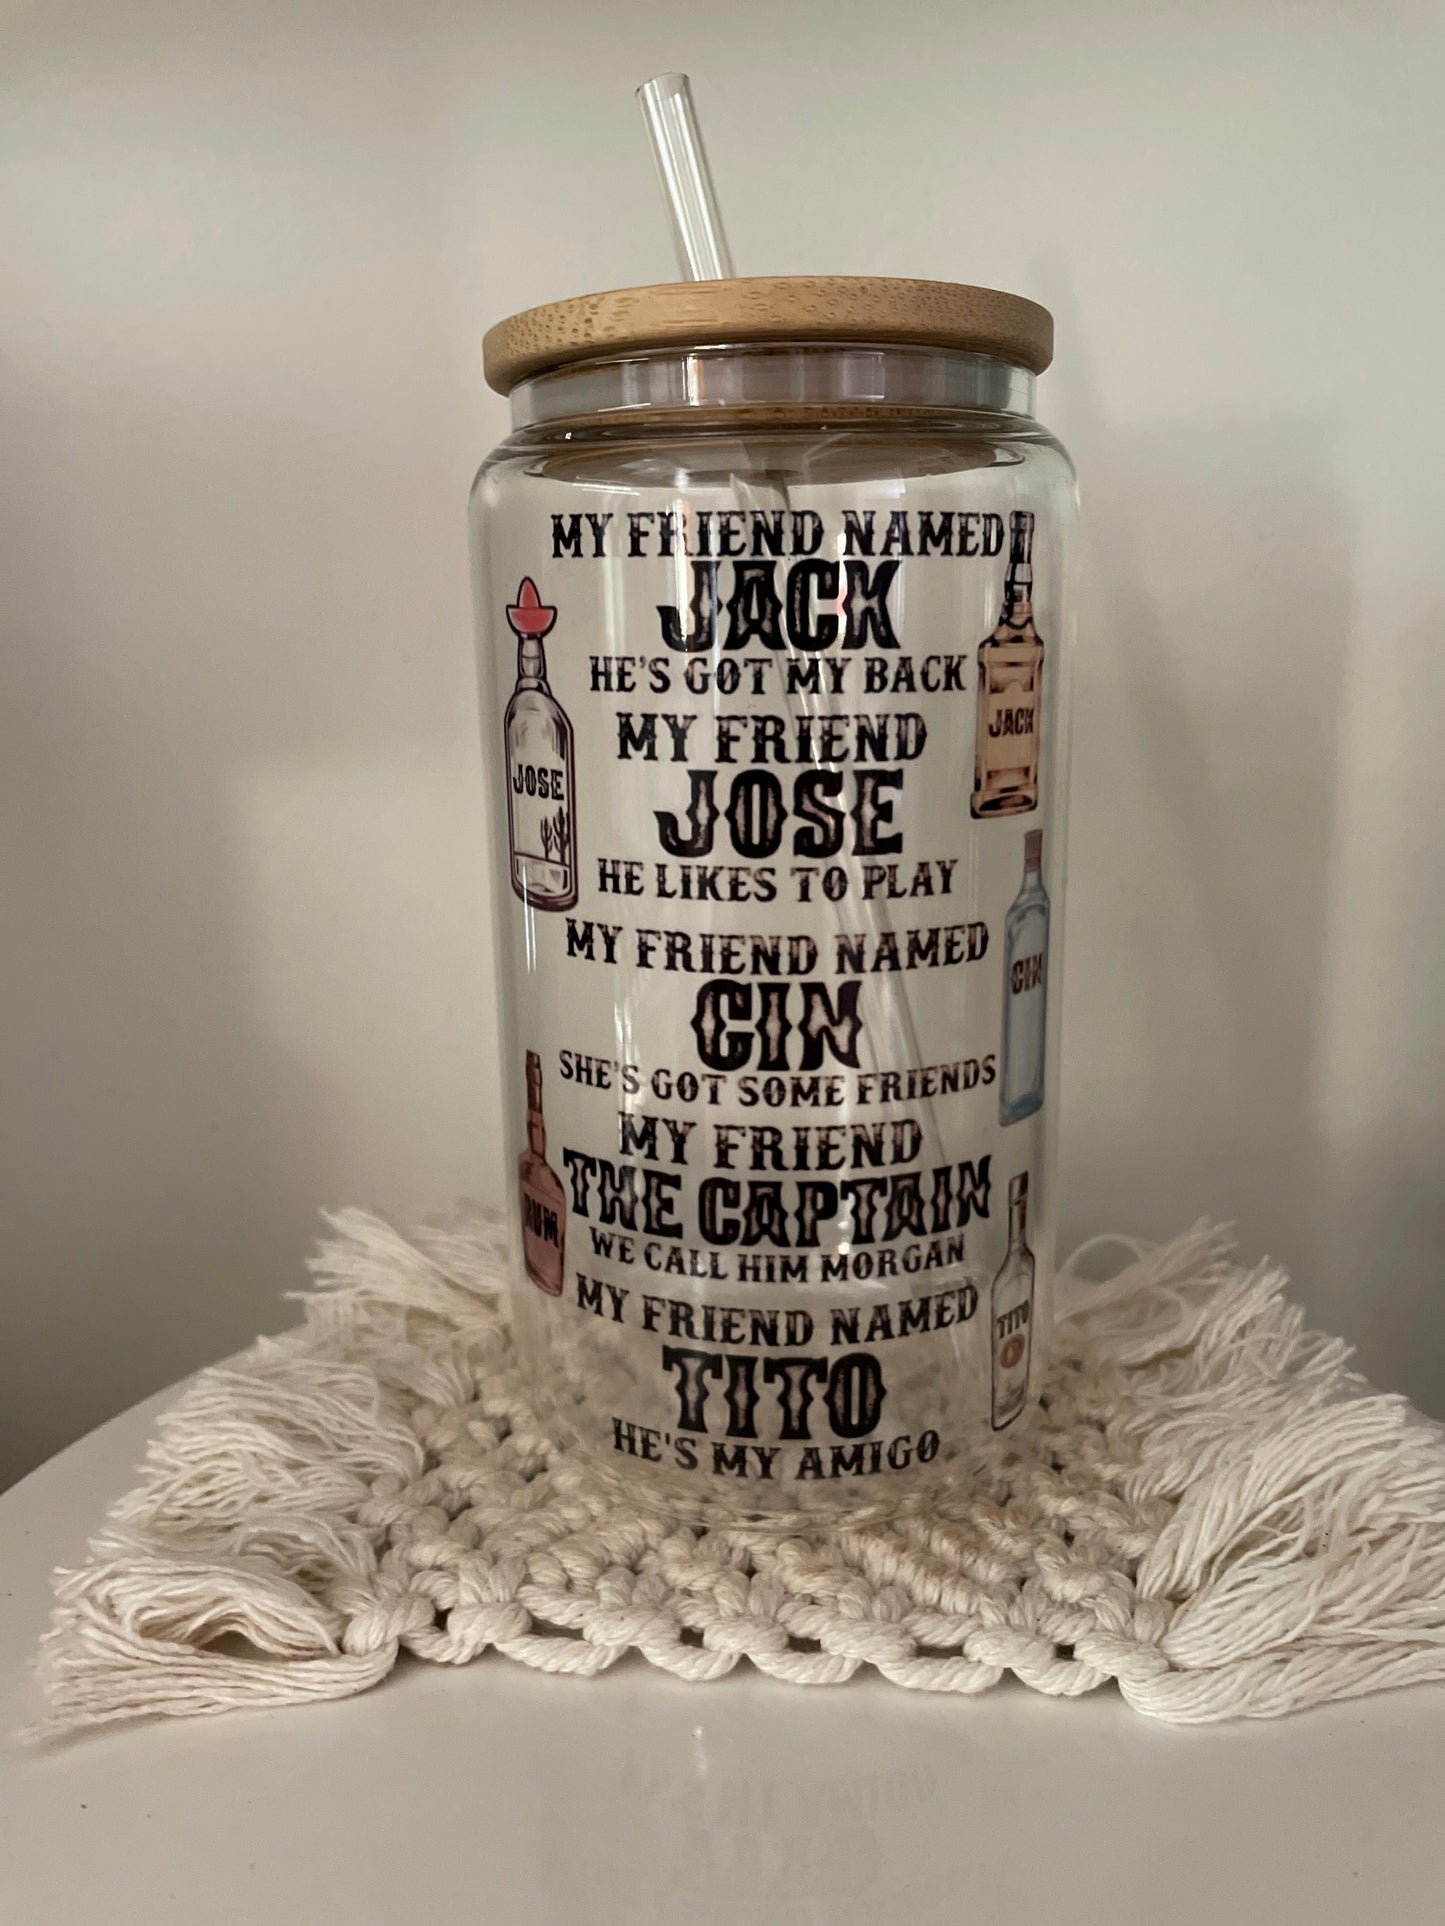 MY FRIEND NAMED
JACK
HE'S GOT MY BACK
MY FRIEND
JOSE
HE LIKES TO PLAY
MY FRIEND NAMED
GIN
SHE'S GOT SOME FRIENDS
MY FRIEND
THE CAPTAIN
WE CALL HIM MORGAN
MY FRIEND NAMED
TITO
HE'S MY AMIGO
JOSE
RUM
JACK
GIN
TITO